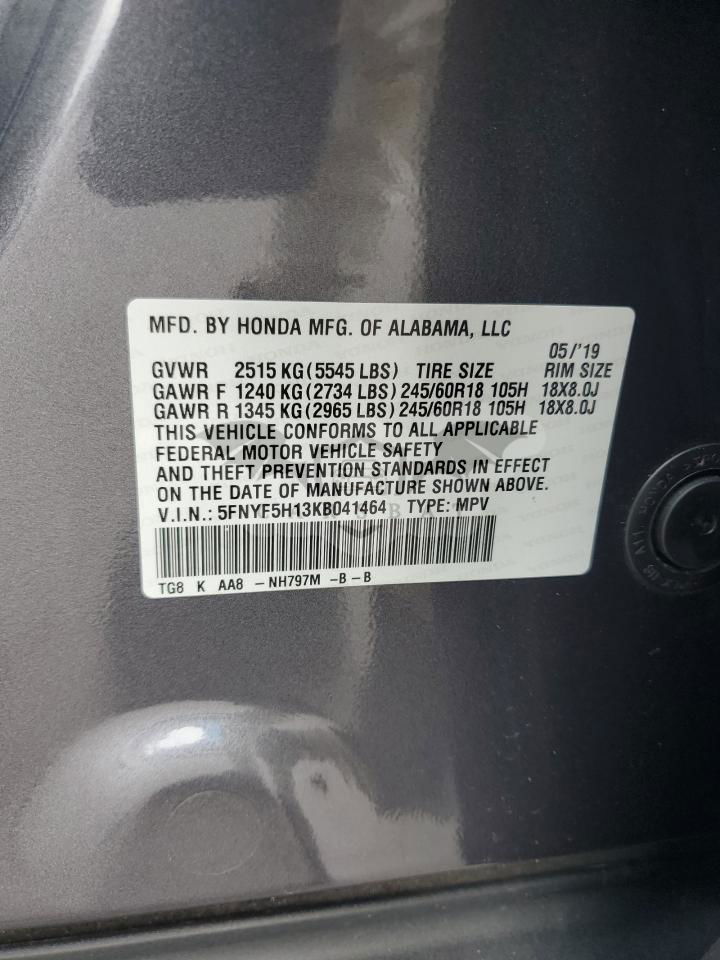 MFD. BY HONDA MFG. OF ALABAMA, LLC
05/'19
GVWR 2515 KG(5545 LBS) TIRE SIZE RIM SIZE
GAWR F 1240 KG(2734 LBS) 245/60R18 105H 18X8.0J
GAWR R 1345 KG(2965 LBS) 245/60R18 105H 18X8.0J
THIS VEHICLE CONFORMS TO ALL APPLICABLE
FEDERAL MOTOR VEHICLE SAFETY
AND THEFT PREVENTION STANDARDS IN EFFECT
ON THE DATE OF MANUFACTURE SHOWN ABOVE.
V.I.N.: 5FNYF5H13KB041464 TYPE: MPV
TG8 K AA8 -NH797M -B-B